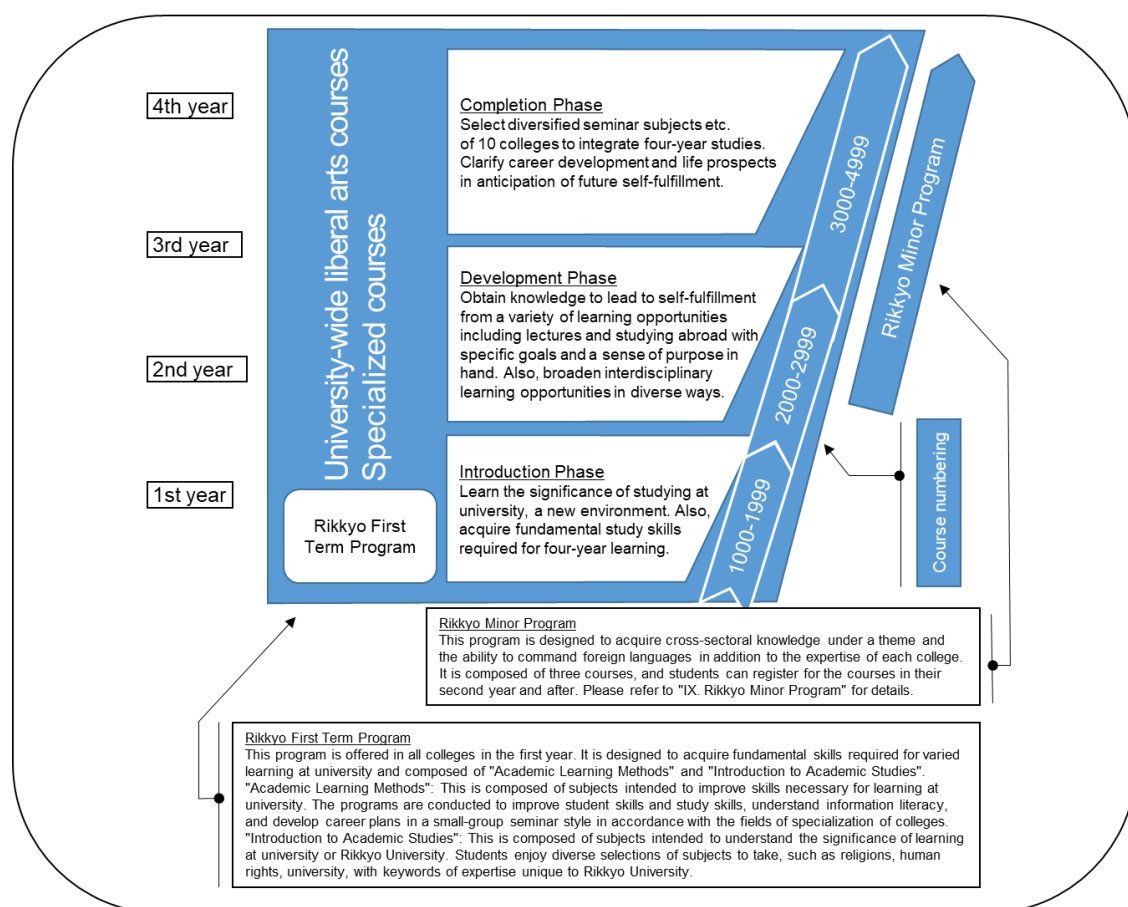 4th year
3rd year
2nd year
1st year
University-wide liberal arts courses
Specialized courses
Rikkyo First
Term Program
Completion Phase
Select diversified seminar subjects etc.
of 10 colleges to integrate four-year studies.
Clarify career development and life prospects
in anticipation of future self-fulfillment.
Development Phase
Obtain knowledge to lead to self-fulfillment
from a variety of learning opportunities
including lectures and studying abroad with
specific goals and a sense of purpose in
hand. Also, broaden interdisciplinary
learning opportunities in diverse ways.
Introduction Phase
Learn the significance of studying at
university, a new environment. Also,
acquire fundamental study skills
required for four-year learning.
3000-4999
2000-2999
1000-1999
Rikkyo Minor Program
Course numbering
Rikkyo Minor Program
This program is designed to acquire cross-sectoral knowledge under a theme and
the ability to command foreign languages in addition to the expertise of each college.
It is composed of three courses, and students can register for the courses in their
second year and after. Please refer to "IX. Rikkyo Minor Program" for details.
Rikkyo First Term Program
This program is offered in all colleges in the first year. It is designed to acquire fundamental skills required for varied
learning at university and composed of "Academic Learning Methods" and "Introduction to Academic Studies".
"Academic Learning Methods": This is composed of subjects intended to improve skills necessary for learning at
university. The programs are conducted to improve student skills and study skills, understand information literacy,
and develop career plans in a small-group seminar style in accordance with the fields of specialization of colleges.
"Introduction to Academic Studies": This is composed of subjects intended to understand the significance of learning
at university or Rikkyo University. Students enjoy diverse selections of subjects to take, such as religions, human
rights, university, with keywords of expertise unique to Rikkyo University.